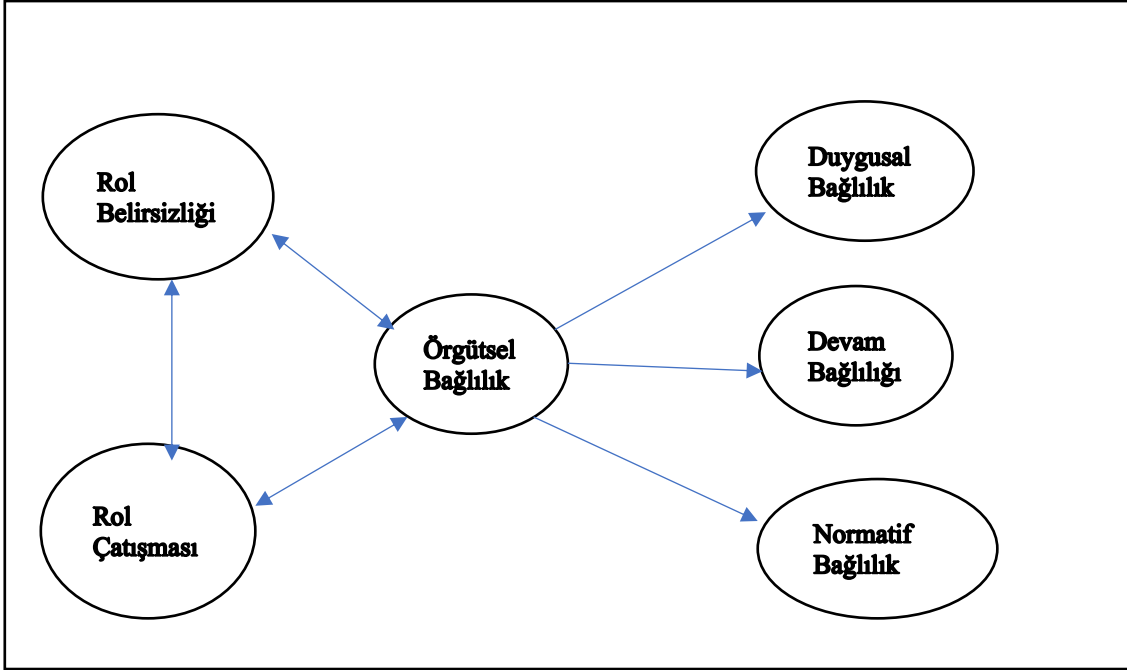 Rol
Belirsizliği
Rol
Çatışması
Örgütsel
Bağlılık
Duygusal
Bağlılık
Devam
Bağlılığı
Normatif
Bağlılık